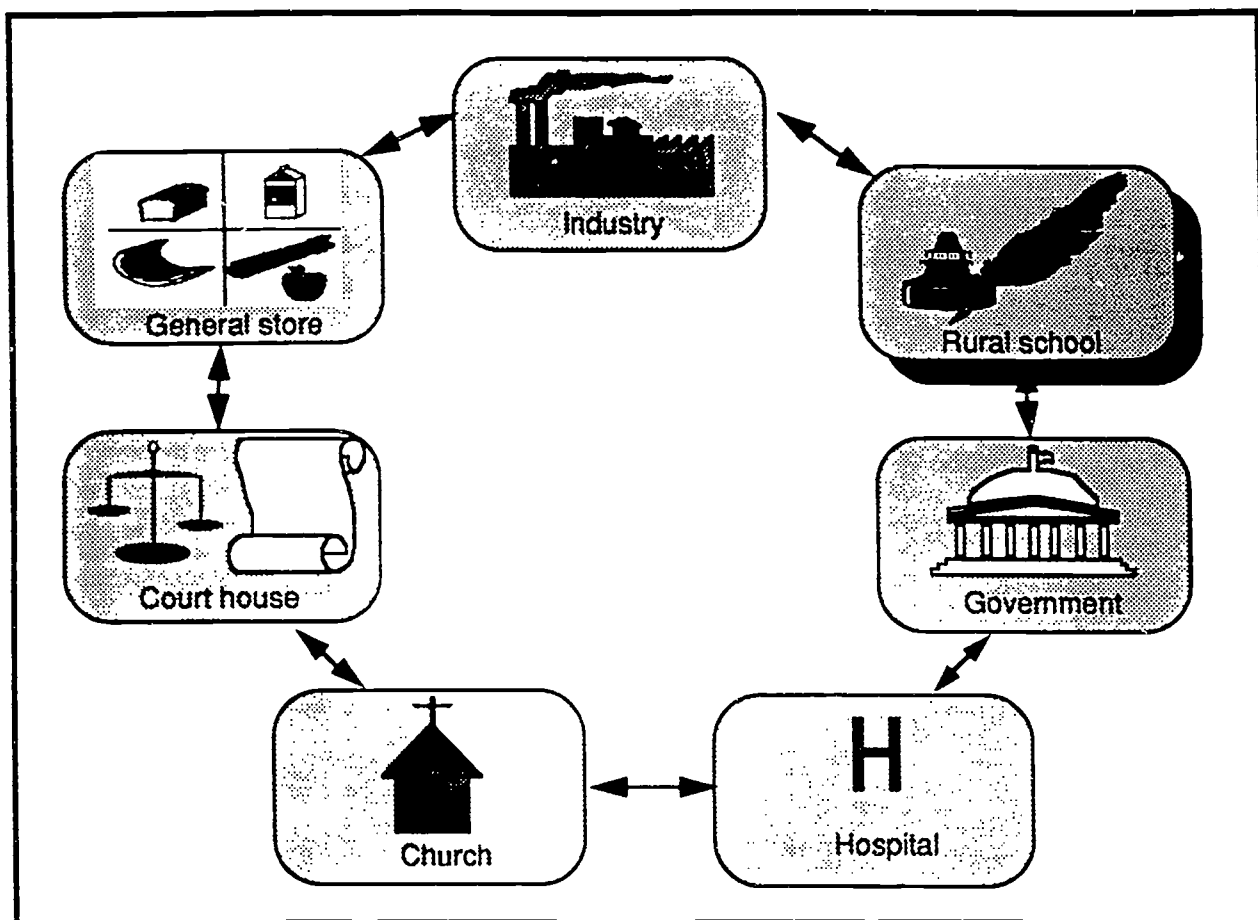 Industry
General store
Rural school
Court house
Government
Church
H
Hospital